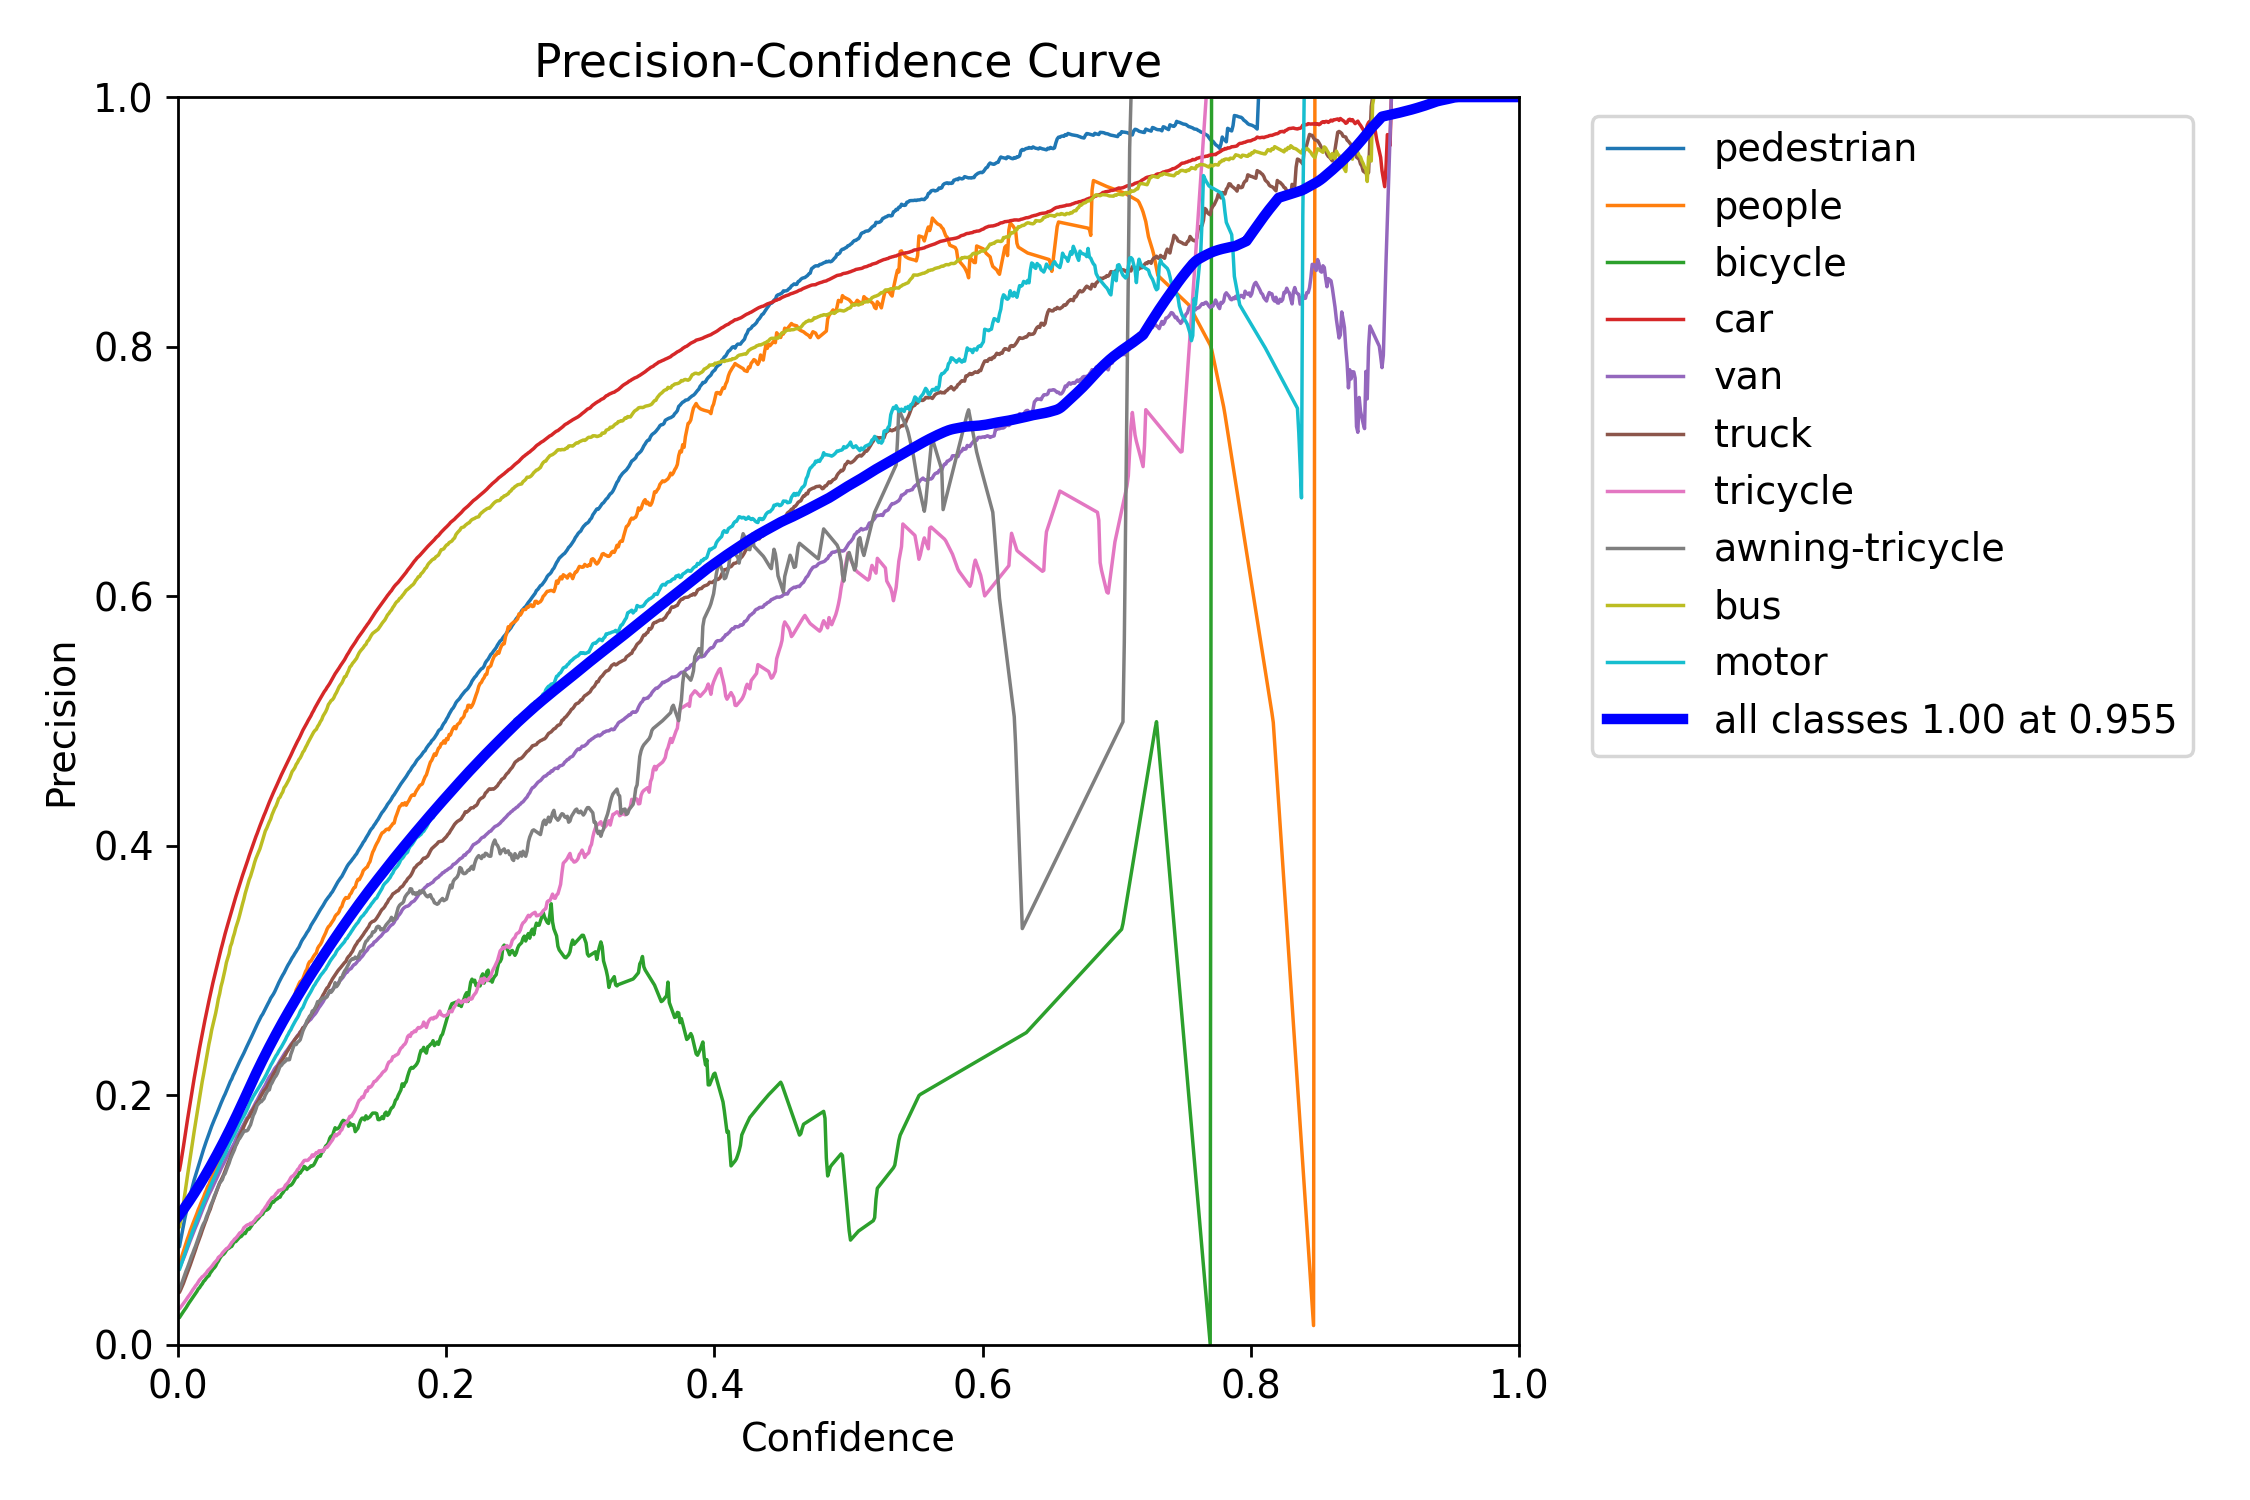 Precision-Confidence Curve
1.0
0.8
0.6
0.4
0.2
0.0
Precision
0.0 0.2 0.4 0.6 0.8 1.0
Confidence
pedestrian
people
bicycle
car
van
truck
tricycle
awning-tricycle
bus
motor
all classes 1.00 at 0.955